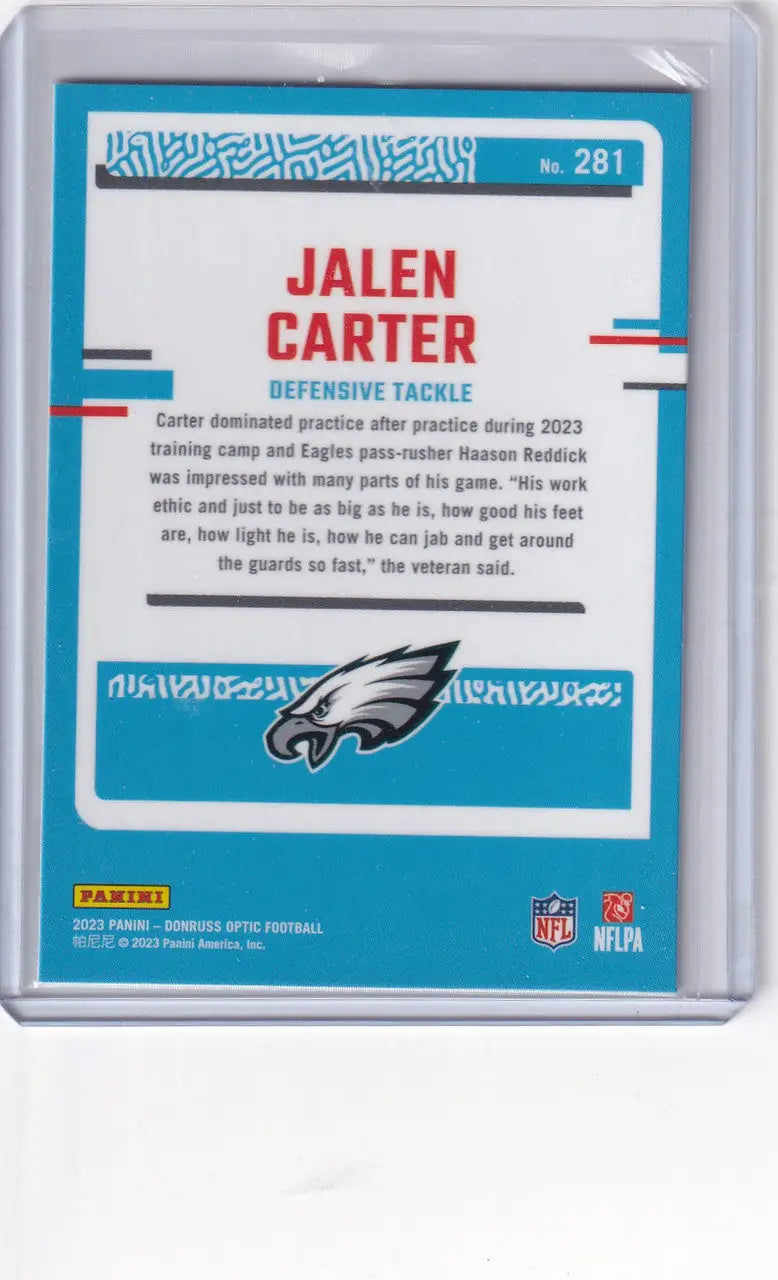 No. 281
JALEN
CARTER
DEFENSIVE TACKLE
Carter dominated practice after practice during 2023
training camp and Eagles pass-rusher Haason Reddick
was impressed with many parts of his game. “His work
ethic and just to be as big as he is, how good his feet
are, how light he is, how he can jab and get around
the guards so fast,” the veteran said.
PANINI
2023 PANINI – DONRUSS OPTIC FOOTBALL
帕尼尼 © 2023 Panini America, Inc.
NFL
NFLPA